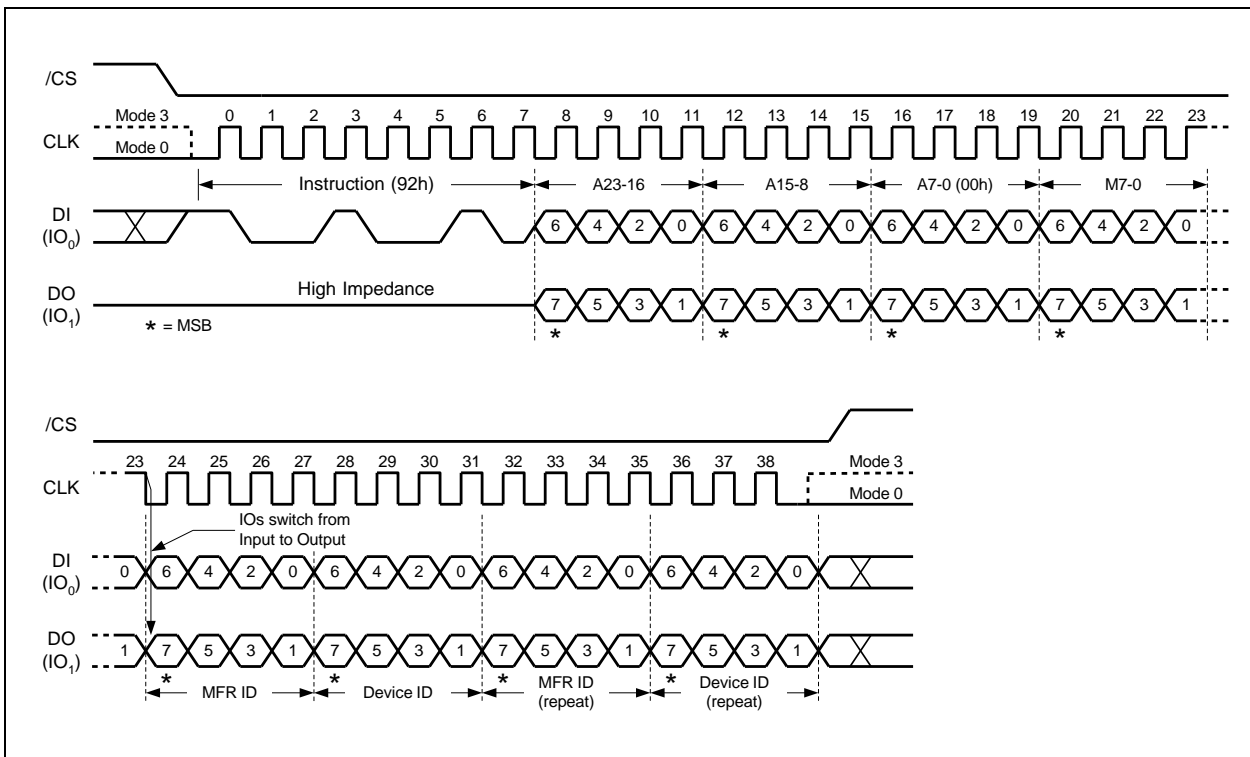 /CS
Mode 3 0 1 2 3 4 5 6 7 8 9 10 11 12 13 14 15 16 17 18 19 20 21 22 23
CLK
Mode 0
Instruction (92h) A23-16 A15-8 A7-0 (00h) M7-0
DI
(IO0) 6 4 2 0 6 4 2 0 6 4 2 0 6 4 2 0
High Impedance
DO
(IO1) 7 5 3 1 7 5 3 1 7 5 3 1 7 5 3 1
* = MSB * * * *
/CS
23 24 25 26 27 28 29 30 31 32 33 34 35 36 37 38 Mode 3
CLK
Mode 0
IOs switch from
Input to Output
DI
(IO0) 0 6 4 2 0 6 4 2 0 6 4 2 0 6 4 2 0
DO
(IO1) 1 7 5 3 1 7 5 3 1 7 5 3 1 7 5 3 1
* * * *
MFR ID Device ID MFR ID
(repeat) Device ID
(repeat)